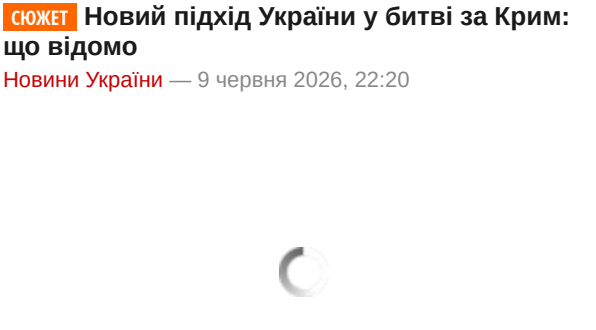 СЮЖЕТ Новий підхід України у битві за Крим:
що відомо
Новини України — 9 червня 2026, 22:20